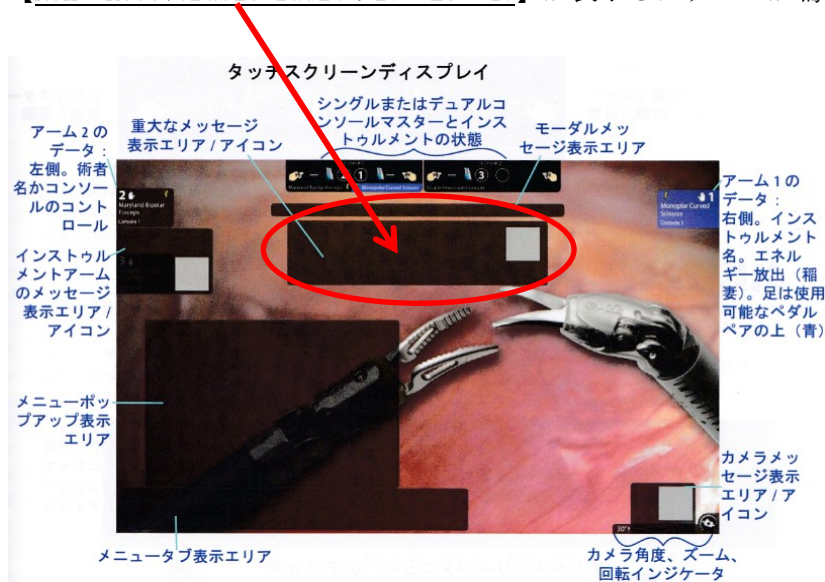 タッチスクリーンディスプレイ
シングルまたはデュアルコ
ンソールマスターとインス
トゥルメントの状態
重大なメッセージ
表示エリア / アイコン
モーダルメッ
セージ表示エリア
アーム 2 の
データ：
左側。術者
名かコンソー
ルのコント
ロール
2
Maryland Bipolar
Forceps
Console 1
2
1
3
Monopolar Curved Scissors
1
Monopolar Curved
Scissors
アーム 1 の
データ：
右側。インス
トゥルメント
名。エネル
ギー放出（稲
妻）。足は使用
可能なペダル
ペアの上（青）
インストゥル
メントアーム
のメッセージ
表示エリア /
アイコン
3
メニューポッ
プアップ表示
エリア
カメラメッ
セージ表示
エリア / ア
イコン
30°
メニュータブ表示エリア
カメラ角度、ズーム、
回転インジケータ